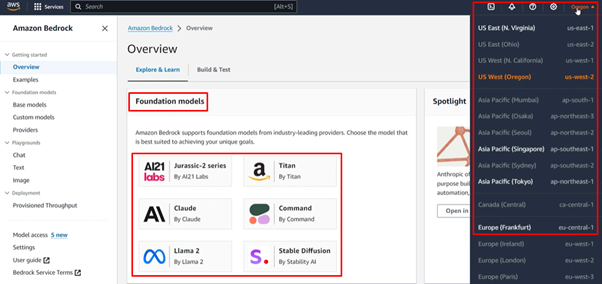 aws
Services
Search
[Alt+S]
Oregon
Amazon Bedrock
Getting started
Overview
Examples
Foundation models
Base models
Custom models
Providers
Playgrounds
Chat
Text
Image
Deployment
Provisioned Throughput
Model access 5 new
Settings
User guide
Bedrock Service Terms
Amazon Bedrock > Overview
Overview
Explore & Learn
Build & Test
Foundation models
Amazon Bedrock supports foundation models from industry-leading providers. Choose the model that
is best suited to achieving your unique goals.
AI21 labs
Jurassic-2 series
By AI21 Labs
Titan
By Titan
Claude
By Claude
Command
By Command
Llama 2
By Llama 2
S.
Stable Diffusion
By Stability AI
Spotlight
Anthropic
purpose
automation,
Open in
US East (N. Virginia) us-east-1
US East (Ohio) us-east-2
US West (N. California) us-west-1
US West (Oregon) us-west-2
Asia Pacific (Mumbai) ap-south-1
Asia Pacific (Osaka) ap-northeast-3
Asia Pacific (Seoul) ap-northeast-2
Asia Pacific (Singapore) ap-southeast-1
Asia Pacific (Sydney) ap-southeast-2
Asia Pacific (Tokyo) ap-northeast-1
Canada (Central) ca-central-1
Europe (Frankfurt) eu-central-1
Europe (Ireland) eu-west-1
Europe (London) eu-west-2
Europe (Paris) eu-west-3